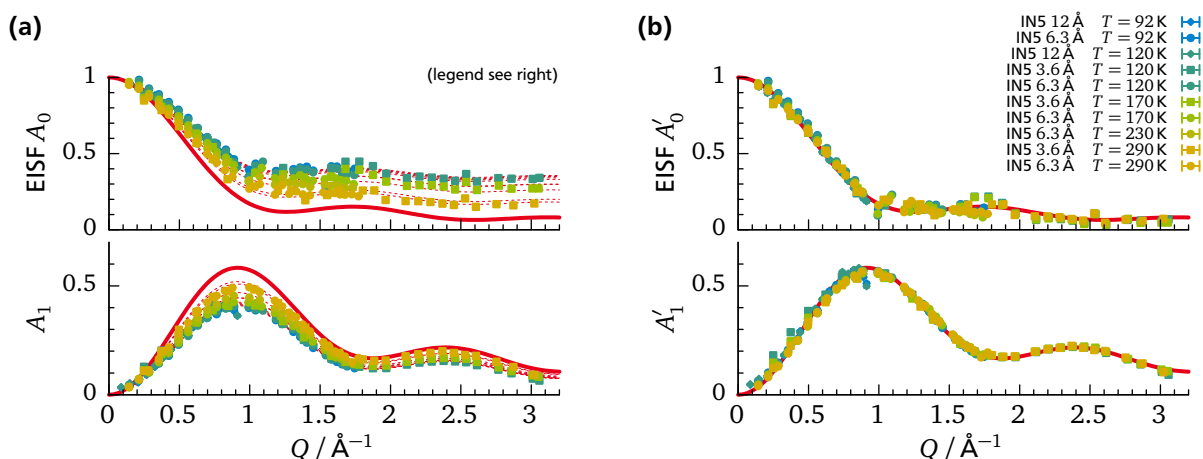 (a)
(legend see right)
EISF A₀
1
0.5
0
A₁
0.5
0
0 0.5 1 1.5 2 2.5 3
Q / Å⁻¹
(b)
IN5 12 Å T = 92 K
IN5 6.3 Å T = 92 K
IN5 12 Å T = 120 K
IN5 3.6 Å T = 120 K
IN5 6.3 Å T = 120 K
IN5 3.6 Å T = 170 K
IN5 6.3 Å T = 170 K
IN5 6.3 Å T = 230 K
IN5 3.6 Å T = 290 K
IN5 6.3 Å T = 290 K
EISF A′₀
1
0.5
0
A′₁
0.5
0
0 0.5 1 1.5 2 2.5 3
Q / Å⁻¹